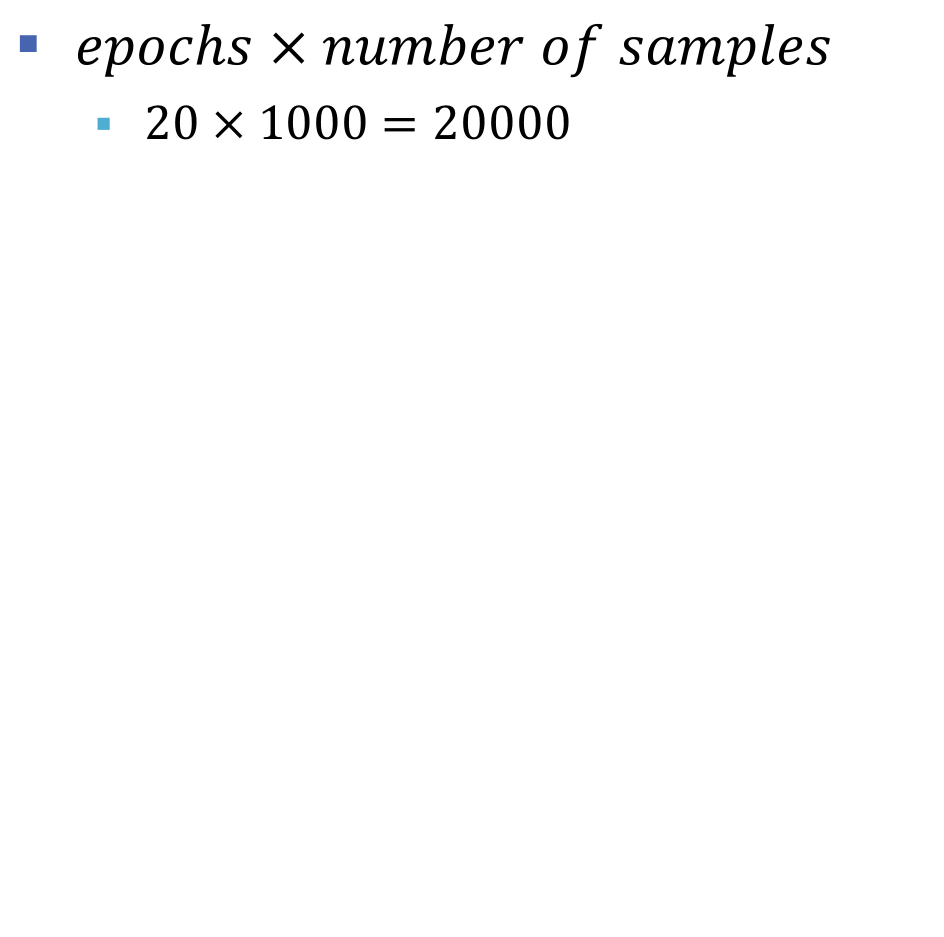 epochs × number of samples
20 × 1000 = 20000